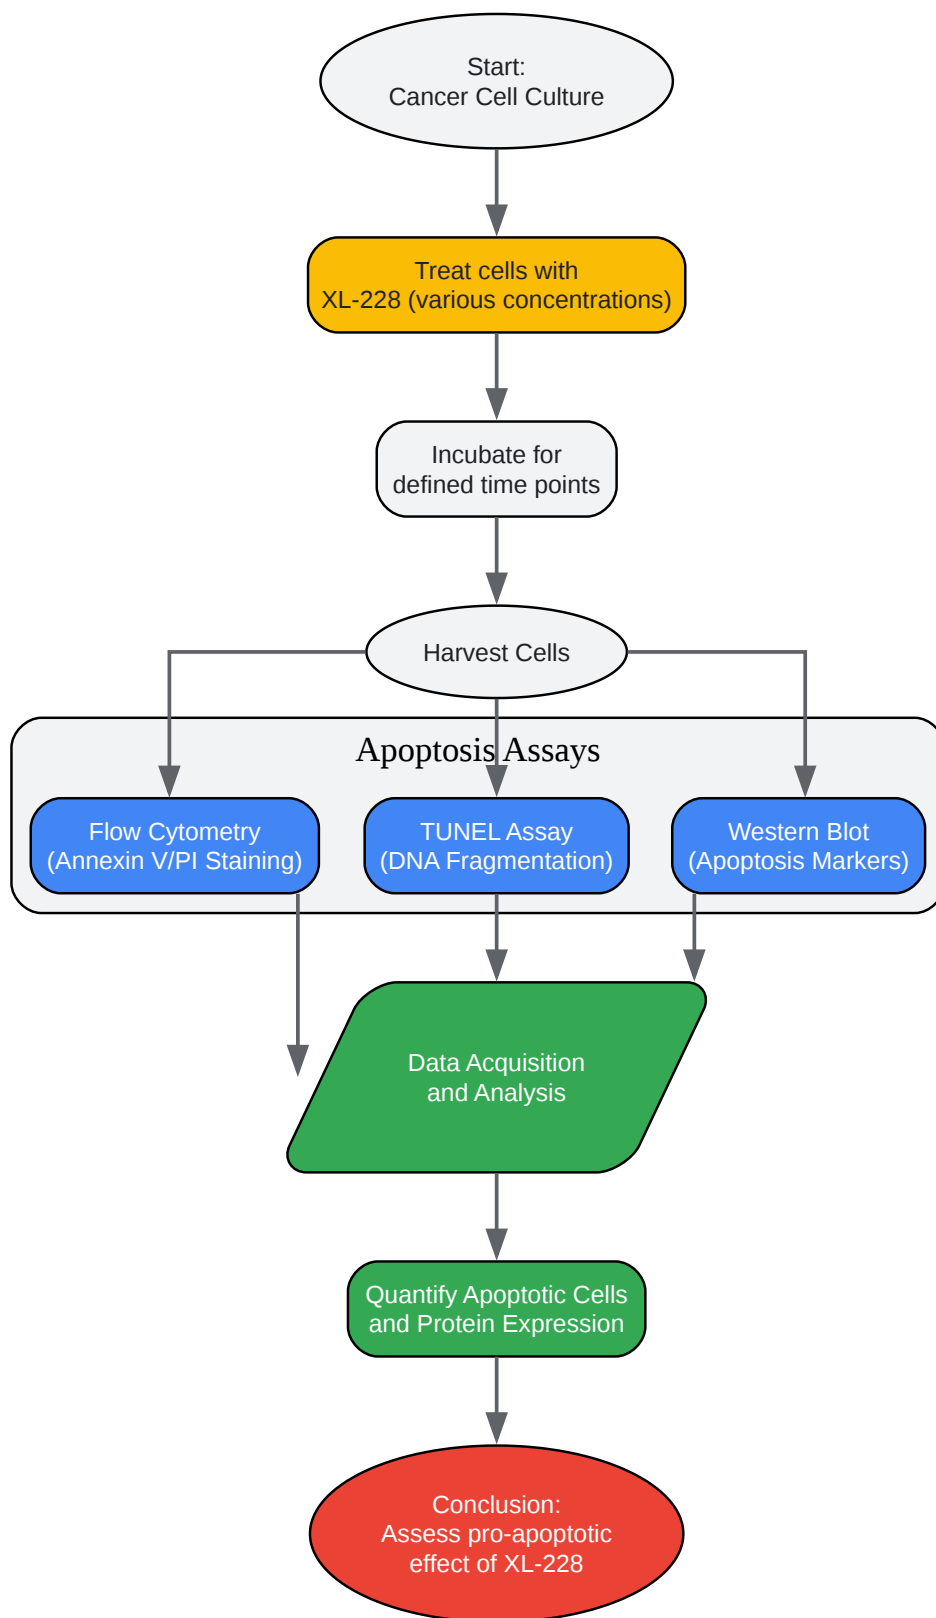 Start:
Cancer Cell Culture
Treat cells with
XL-228 (various concentrations)
Incubate for
defined time points
Harvest Cells
Apoptosis Assays
Flow Cytometry
(Annexin V/PI Staining)
TUNEL Assay
(DNA Fragmentation)
Western Blot
(Apoptosis Markers)
Data Acquisition
and Analysis
Quantify Apoptotic Cells
and Protein Expression
Conclusion:
Assess pro-apoptotic
effect of XL-228